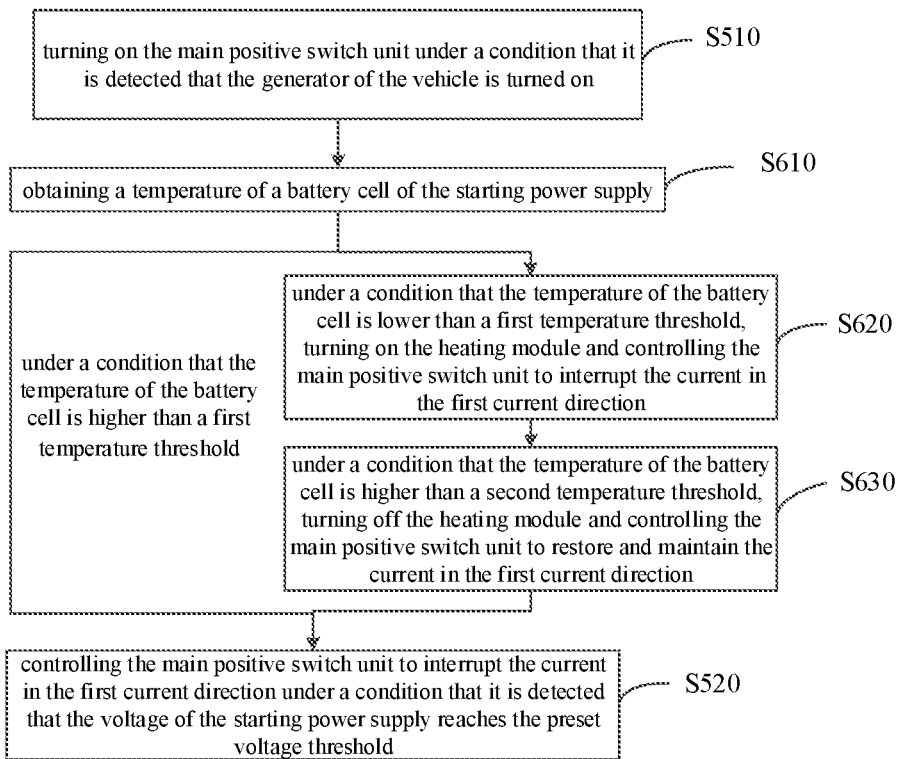 turning on the main positive switch unit under a condition that it
is detected that the generator of the vehicle is turned on
S510
obtaining a temperature of a battery cell of the starting power supply
S610
under a condition that the
temperature of the battery
cell is higher than a first
temperature threshold
under a condition that the temperature of the battery
cell is lower than a first temperature threshold,
turning on the heating module and controlling the
main positive switch unit to interrupt the current in
the first current direction
S620
under a condition that the temperature of the battery
cell is higher than a second temperature threshold,
turning off the heating module and controlling the
main positive switch unit to restore and maintain the
current in the first current direction
S630
controlling the main positive switch unit to interrupt the current
in the first current direction under a condition that it is detected
that the voltage of the starting power supply reaches the preset
voltage threshold
S520